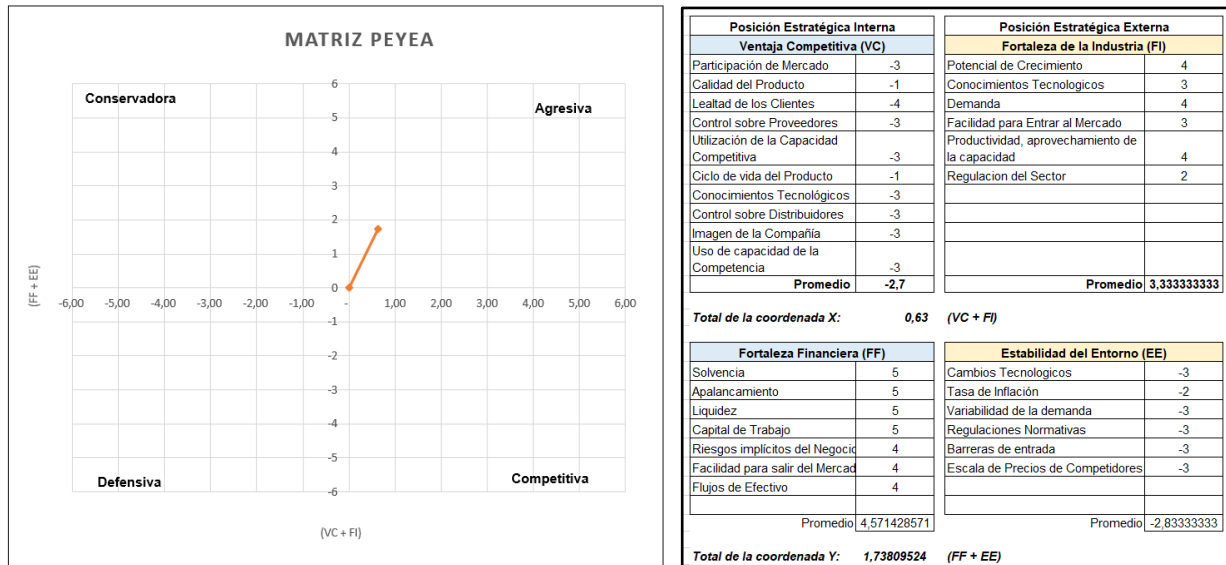 MATRIZ PEYEA
Conservadora
Agresiva
Defensiva
Competitiva
6
5
4
3
2
1
0
-1
-2
-3
-4
-5
-6
-6,00 -5,00 -4,00 -3,00 -2,00 -1,00 - 1,00 2,00 3,00 4,00 5,00 6,00
(FF + EE)
(VC + FI)
Posición Estratégica Interna
Ventaja Competitiva (VC)
Participación de Mercado -3
Calidad del Producto -1
Lealtad de los Clientes -4
Control sobre Proveedores -3
Utilización de la Capacidad
Competitiva -3
Ciclo de vida del Producto -1
Conocimientos Tecnológicos -3
Control sobre Distribuidores -3
Imagen de la Compañía -3
Uso de capacidad de la
Competencia -3
Promedio -2,7
Posición Estratégica Externa
Fortaleza de la Industria (FI)
Potencial de Crecimiento 4
Conocimientos Tecnologicos 3
Demanda 4
Facilidad para Entrar al Mercado 3
Productividad, aprovechamiento de
la capacidad 4
Regulacion del Sector 2
Promedio 3,333333333
Total de la coordenada X: 0,63 (VC + FI)
Fortaleza Financiera (FF)
Solvencia 5
Apalancamiento 5
Liquidez 5
Capital de Trabajo 5
Riesgos implícitos del Negocio 4
Facilidad para salir del Mercad 4
Flujos de Efectivo 4
Promedio 4,571428571
Estabilidad del Entorno (EE)
Cambios Tecnologicos -3
Tasa de Inflación -2
Variabilidad de la demanda -3
Regulaciones Normativas -3
Barreras de entrada -3
Escala de Precios de Competidores -3
Promedio -2,83333333
Total de la coordenada Y: 1,73809524 (FF + EE)